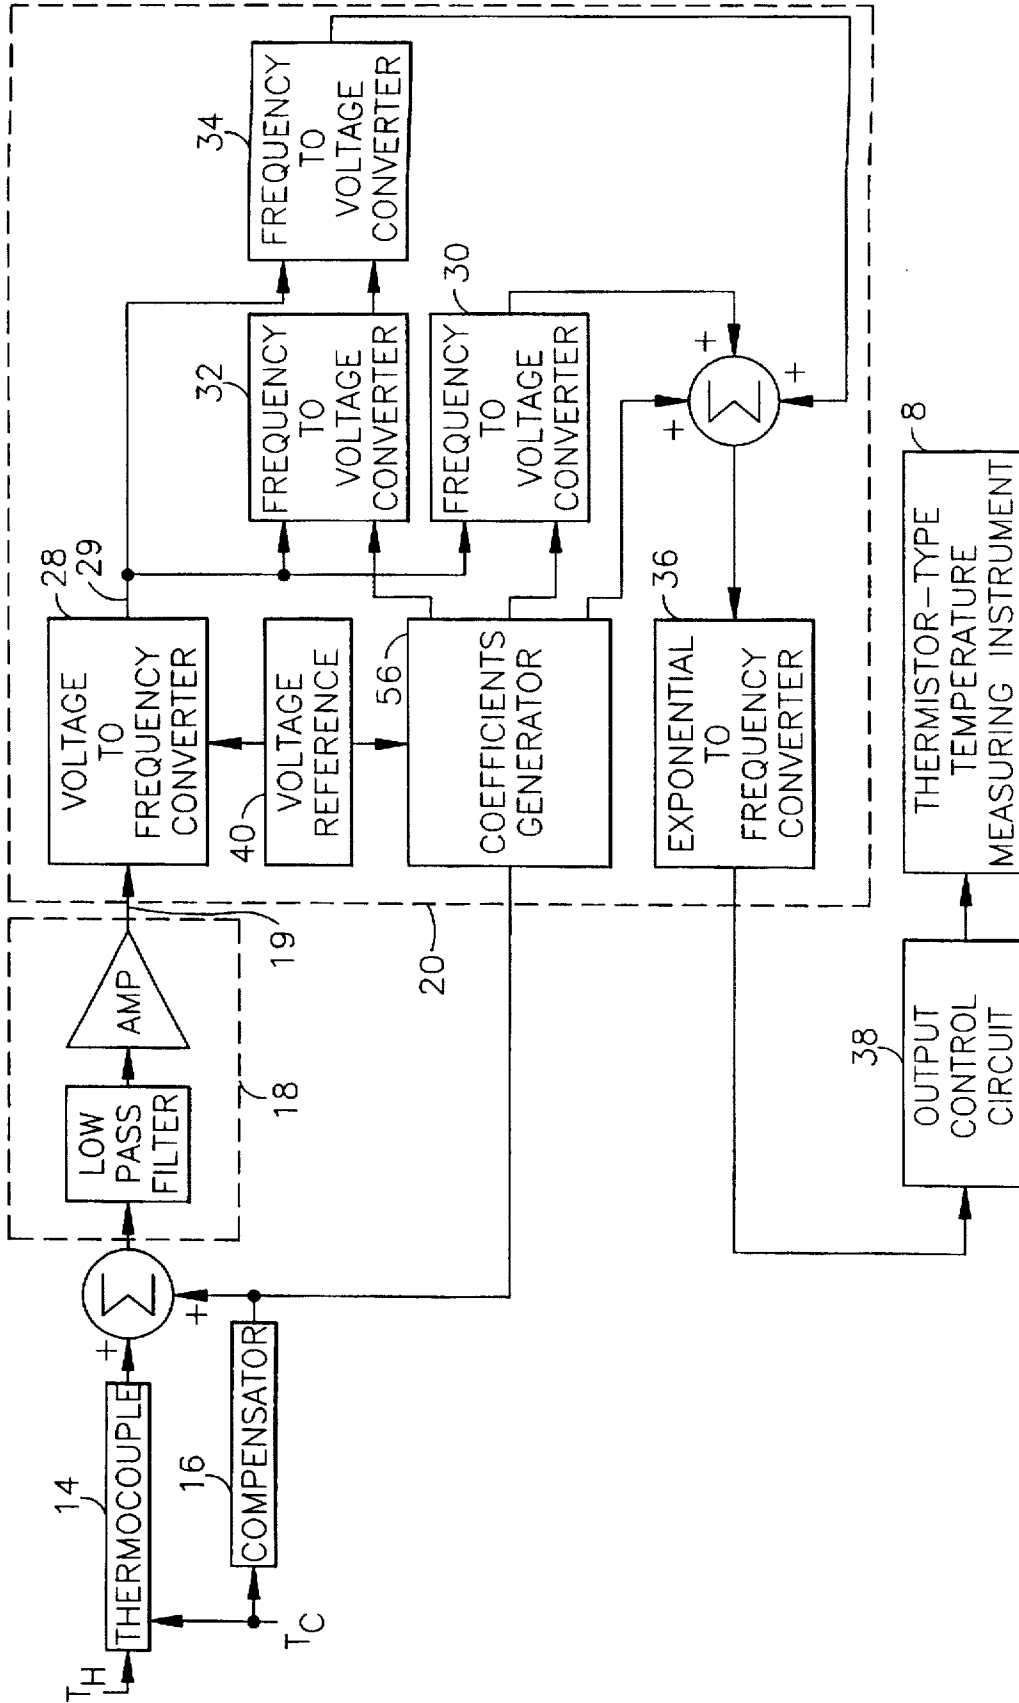 T_H
14
THERMOCOUPLE
T_C
16
COMPENSATOR
+
+
Σ
LOW
PASS
FILTER
AMP
18
19
20
28
29
VOLTAGE
TO
FREQUENCY
CONVERTER
40
VOLTAGE
REFERENCE
56
COEFFICIENTS
GENERATOR
36
EXPONENTIAL
TO
FREQUENCY
CONVERTER
32
FREQUENCY
TO
VOLTAGE
CONVERTER
30
FREQUENCY
TO
VOLTAGE
CONVERTER
34
FREQUENCY
TO
VOLTAGE
CONVERTER
+
+
+
Σ
38
OUTPUT
CONTROL
CIRCUIT
8
THERMISTOR-TYPE
TEMPERATURE
MEASURING INSTRUMENT